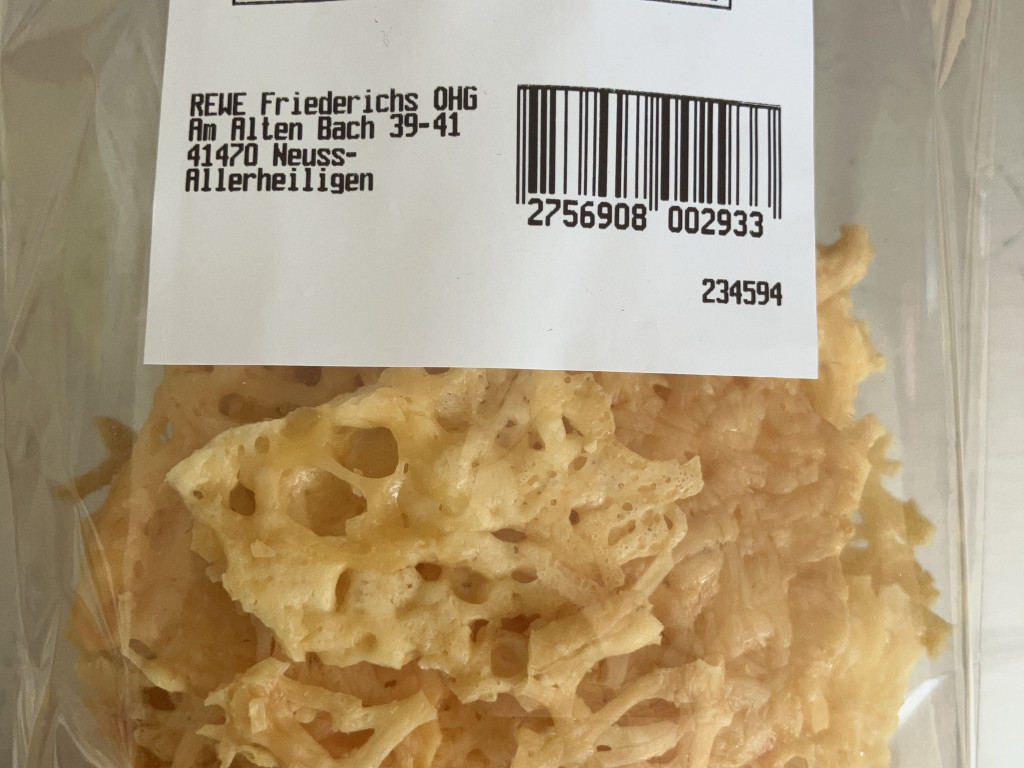 REWE Friederichs OHG
Am Alten Bach 39-41
41470 Neuss-
Allerheiligen
2756908 002933
234594